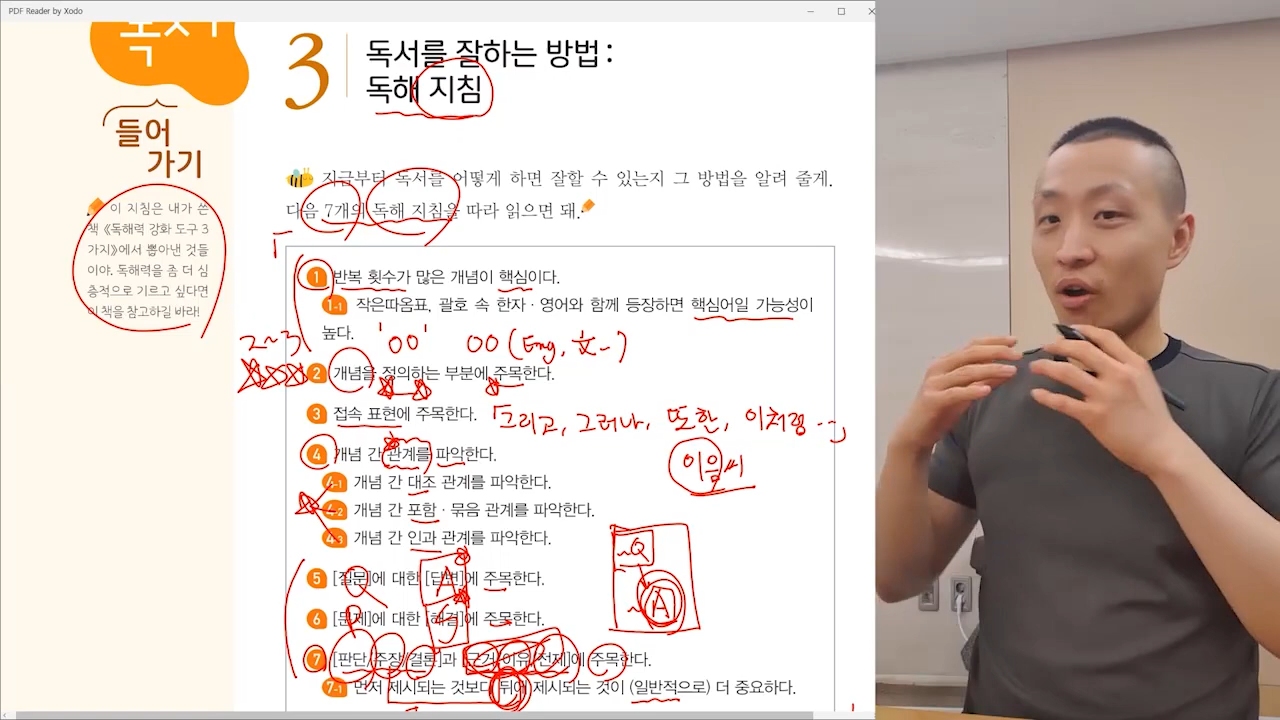 PDF Reader by Xodo
3
독서를 잘하는 방법 :
독해 지침
들어
가기
이 지침은 내가 쓴
책 《독해력 강화 도구 3
가지》에서 뽑아낸 것들
이야. 독해력을 좀 더 심
층적으로 기르고 싶다면
이 책을 참고하길 바라!
지금부터 독서를 어떻게 하면 잘할 수 있는지 그 방법을 알려 줄게.
다음 7개의 독해 지침을 따라 읽으면 돼.
1 반복 횟수가 많은 개념이 핵심이다.
1-1 작은따옴표, 괄호 속 한자·영어와 함께 등장하면 핵심어일 가능성이
높다.
2~3
'○○' ○○(Eng, 文~)
2 개념을 정의하는 부분에 주목한다.
3 접속 표현에 주목한다.
그리고, 그러나, 또한, 이처럼 …
4 개념 간 관계를 파악한다.
이음씨
4-1 개념 간 대조 관계를 파악한다.
4-2 개념 간 포함·묶음 관계를 파악한다.
4-3 개념 간 인과 관계를 파악한다.
~Q
5 [질문]에 대한 [답변]에 주목한다.
Q A
~A
6 [문제]에 대한 [해결]에 주목한다.
P S
7 [판단/주장/결론]과 [근거/이유/전제]에 주목한다.
7-1 먼저 제시되는 것보다 뒤에 제시되는 것이 (일반적으로) 더 중요하다.